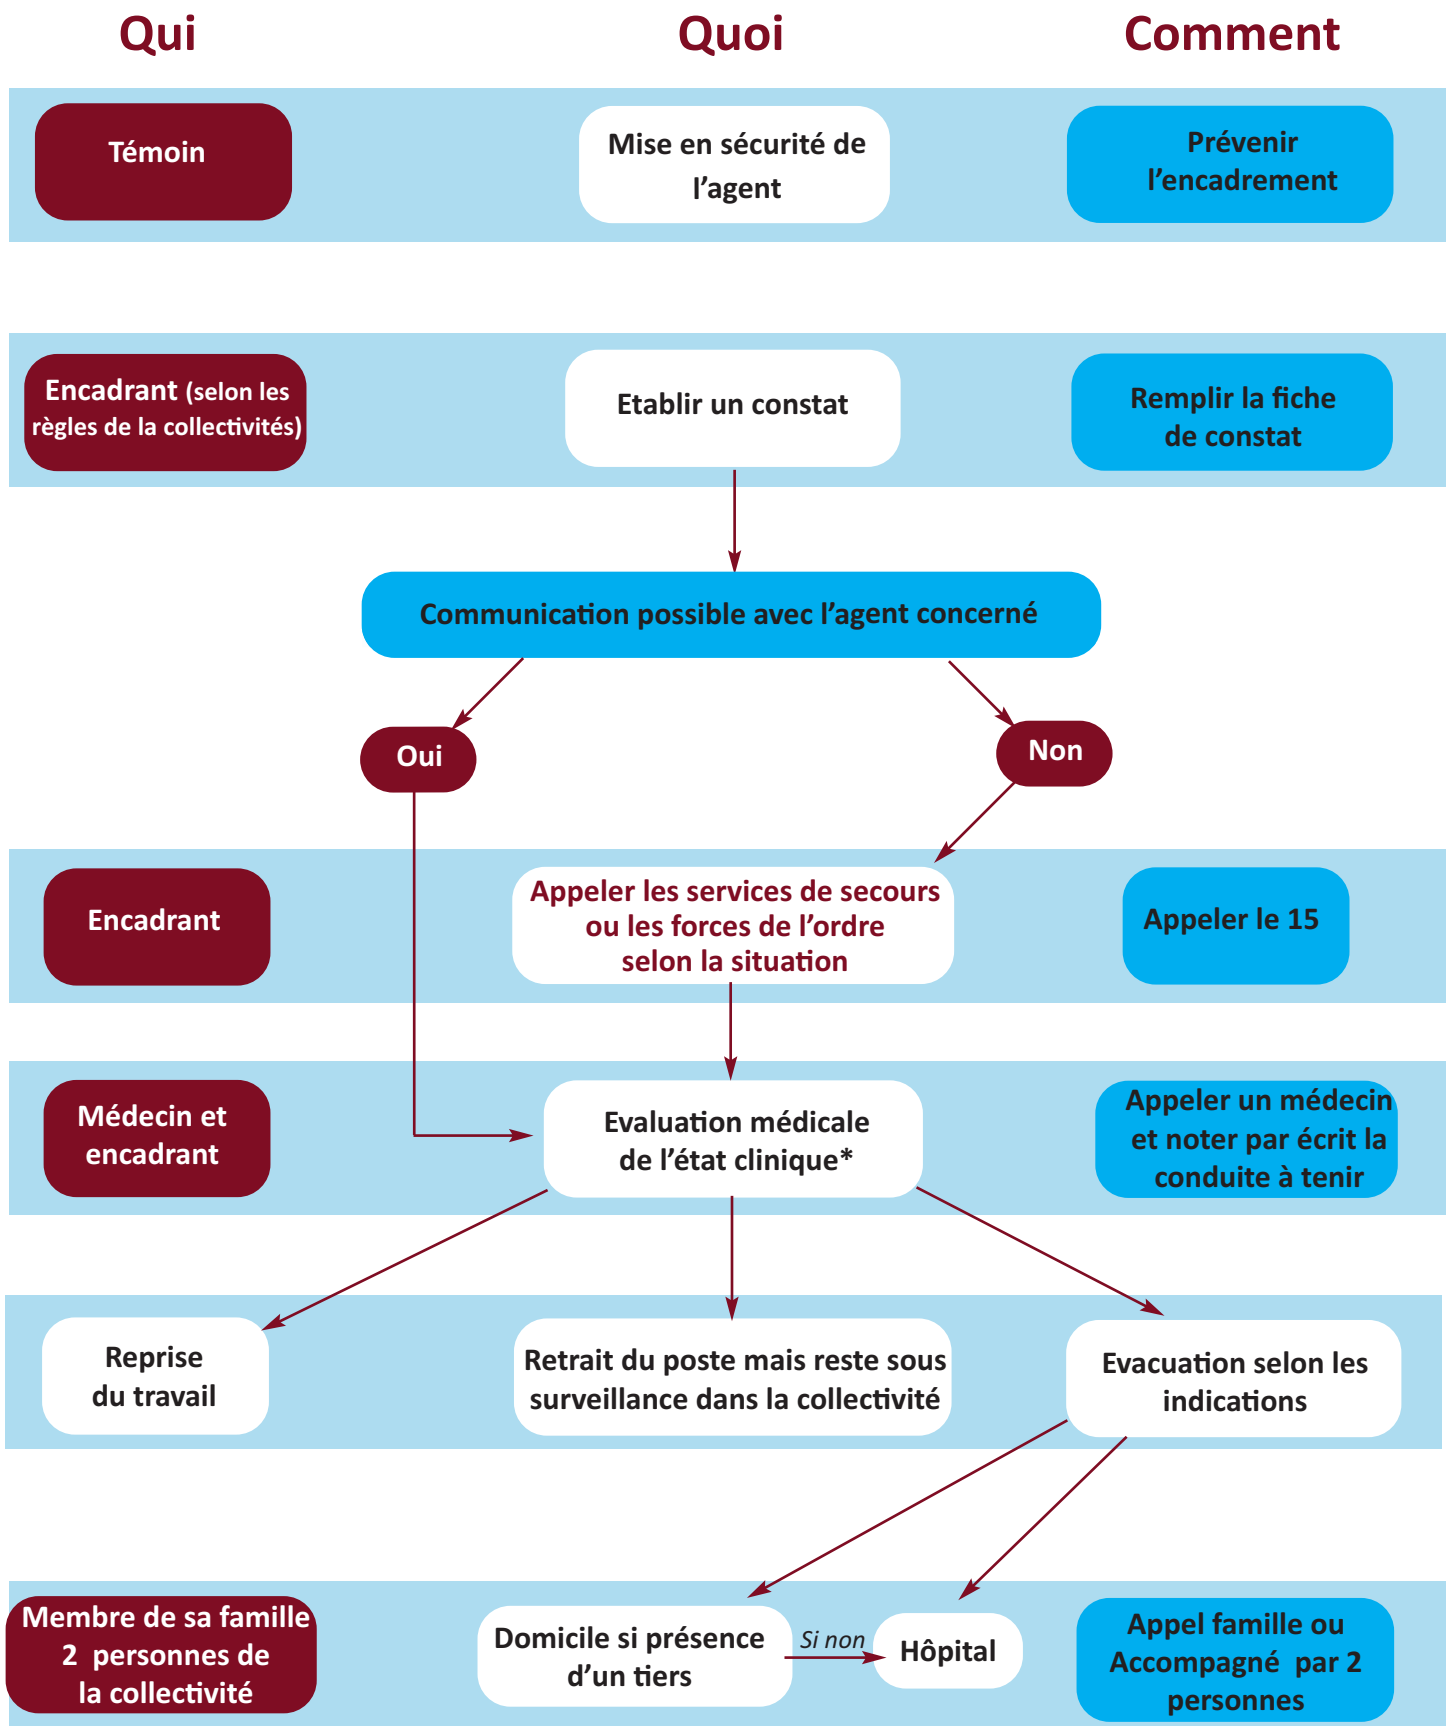 Qui
Quoi
Comment
Témoin
Mise en sécurité de
l’agent
Prévenir
l’encadrement
Encadrant (selon les
règles de la collectivités)
Etablir un constat
Remplir la fiche
de constat
Communication possible avec l’agent concerné
Oui
Non
Encadrant
Appeler les services de secours
ou les forces de l’ordre
selon la situation
Appeler le 15
Médecin et
encadrant
Evaluation médicale
de l’état clinique*
Appeler un médecin
et noter par écrit la
conduite à tenir
Reprise
du travail
Retrait du poste mais reste sous
surveillance dans la collectivité
Evacuation selon les
indications
Membre de sa famille
2 personnes de
la collectivité
Domicile si présence
d’un tiers
Si non
Hôpital
Appel famille ou
Accompagné par 2
personnes